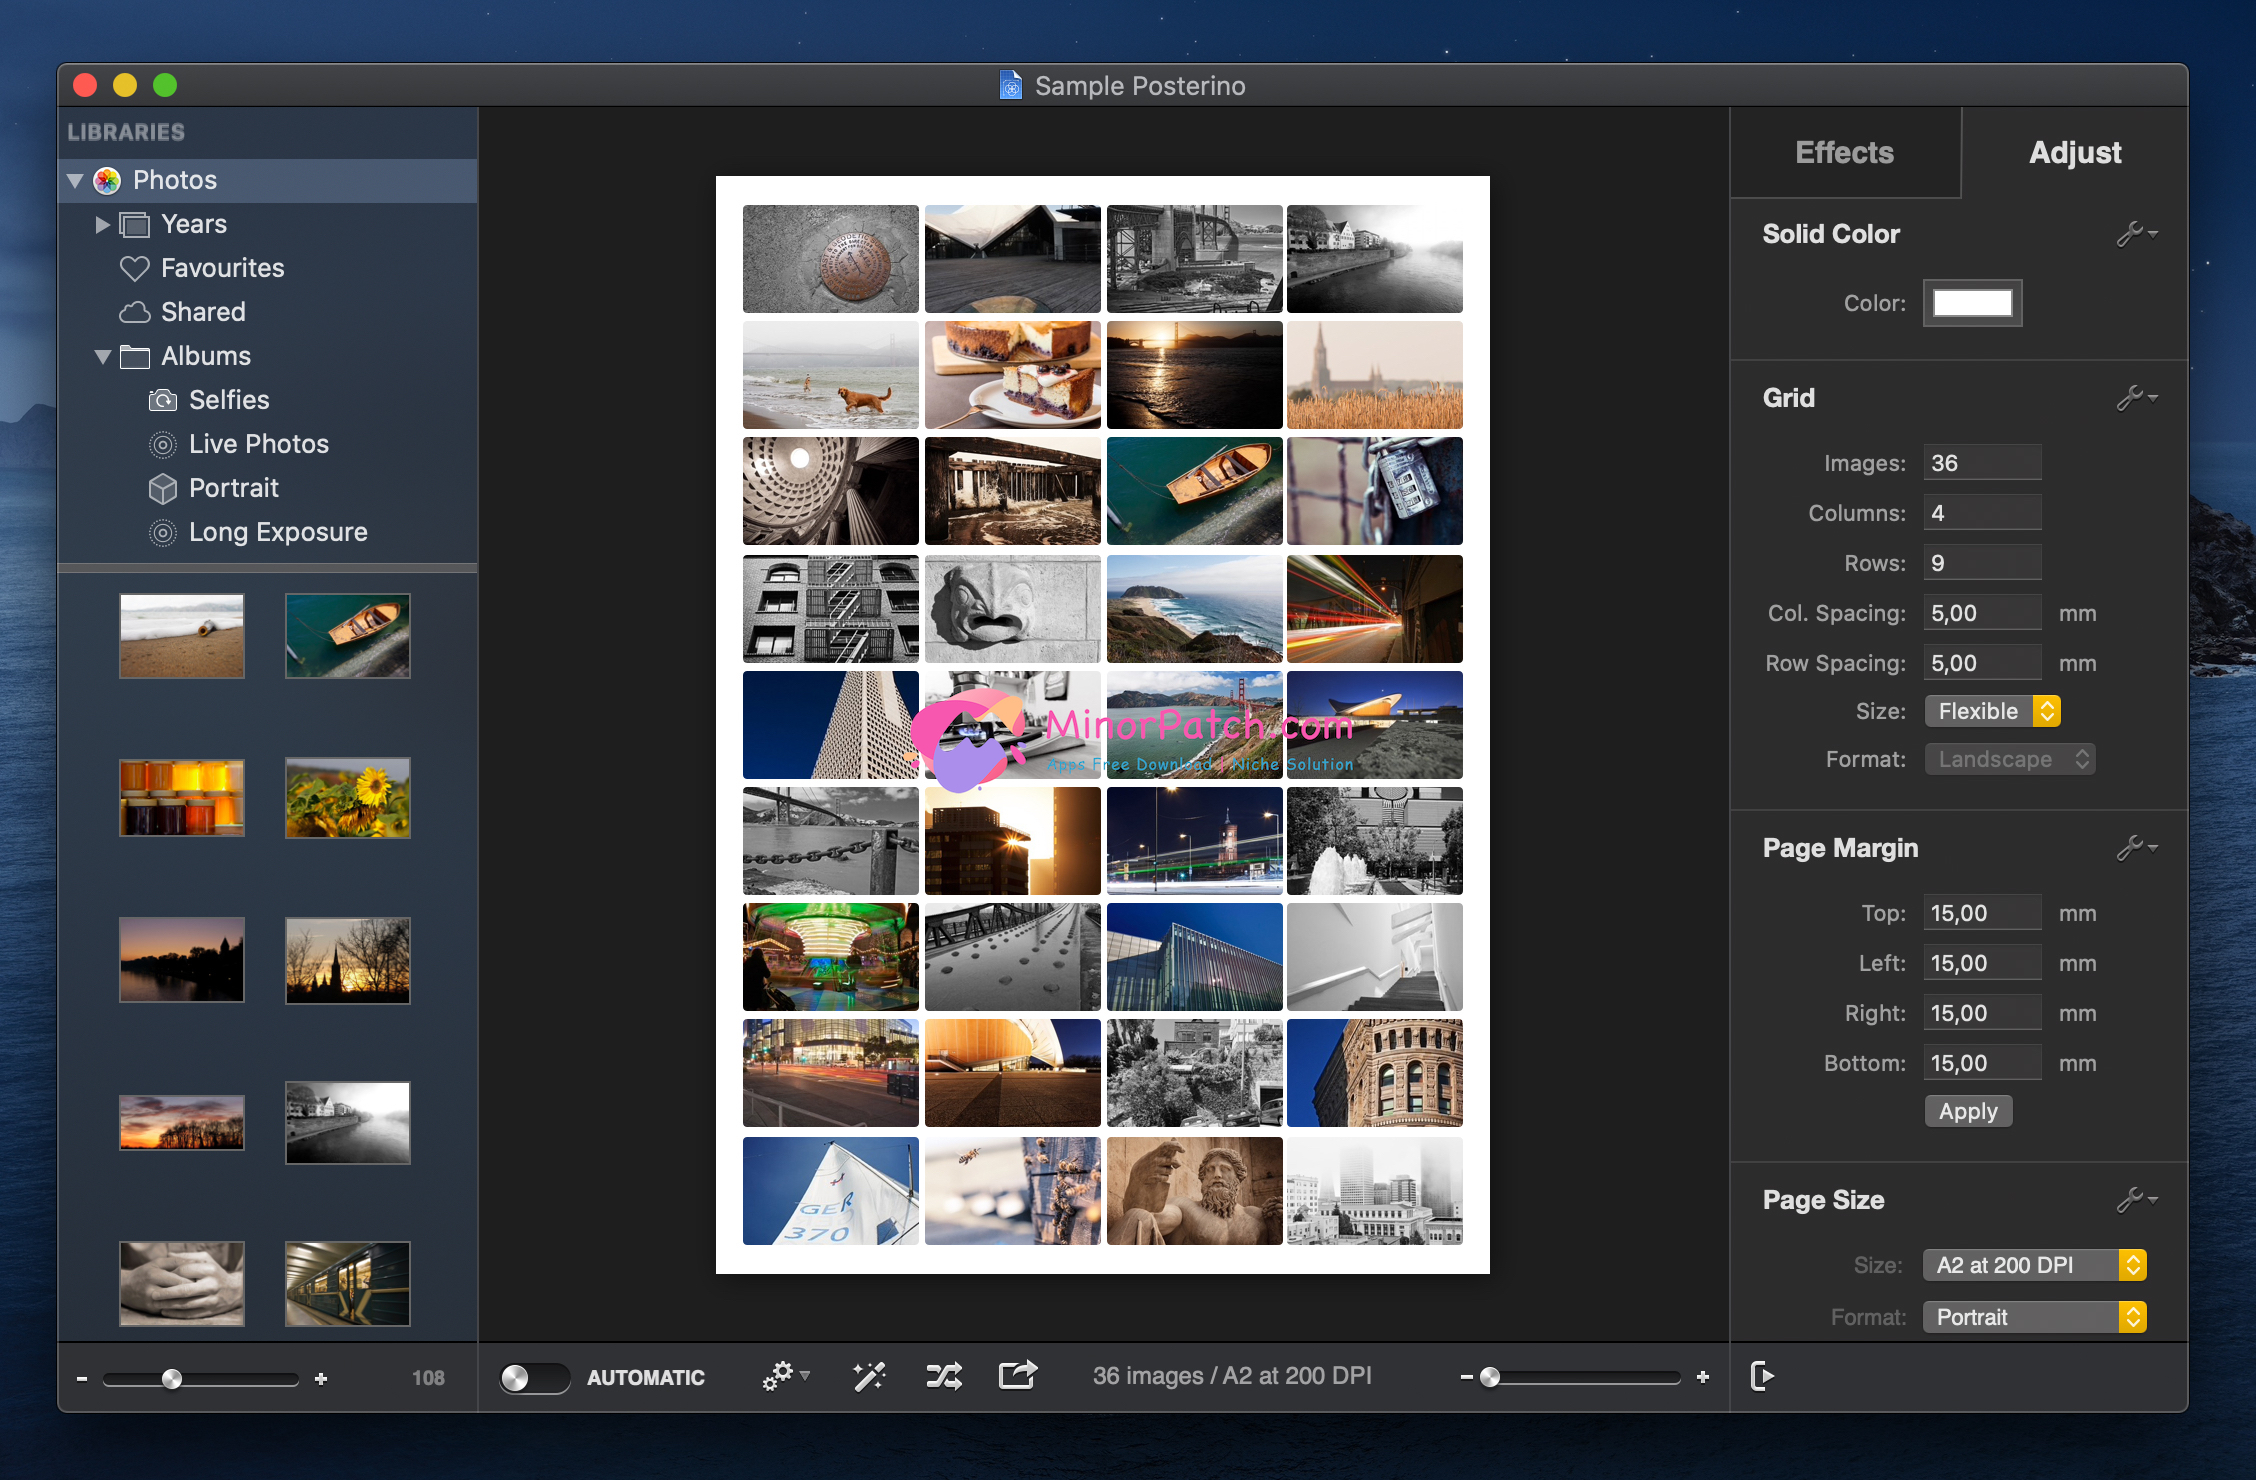 Sample Posterino
LIBRARIES
Photos
Years
Favourites
Shared
Albums
Selfies
Live Photos
Portrait
Long Exposure
108
GER
370
MinorPatch.com
Apps Free Download | Niche Solution
AUTOMATIC
36 images / A2 at 200 DPI
Effects
Adjust
Solid Color
Color:
Grid
Images: 36
Columns: 4
Rows: 9
Col. Spacing: 5,00 mm
Row Spacing: 5,00 mm
Size: Flexible
Format: Landscape
Page Margin
Top: 15,00 mm
Left: 15,00 mm
Right: 15,00 mm
Bottom: 15,00 mm
Apply
Page Size
Size: A2 at 200 DPI
Format: Portrait